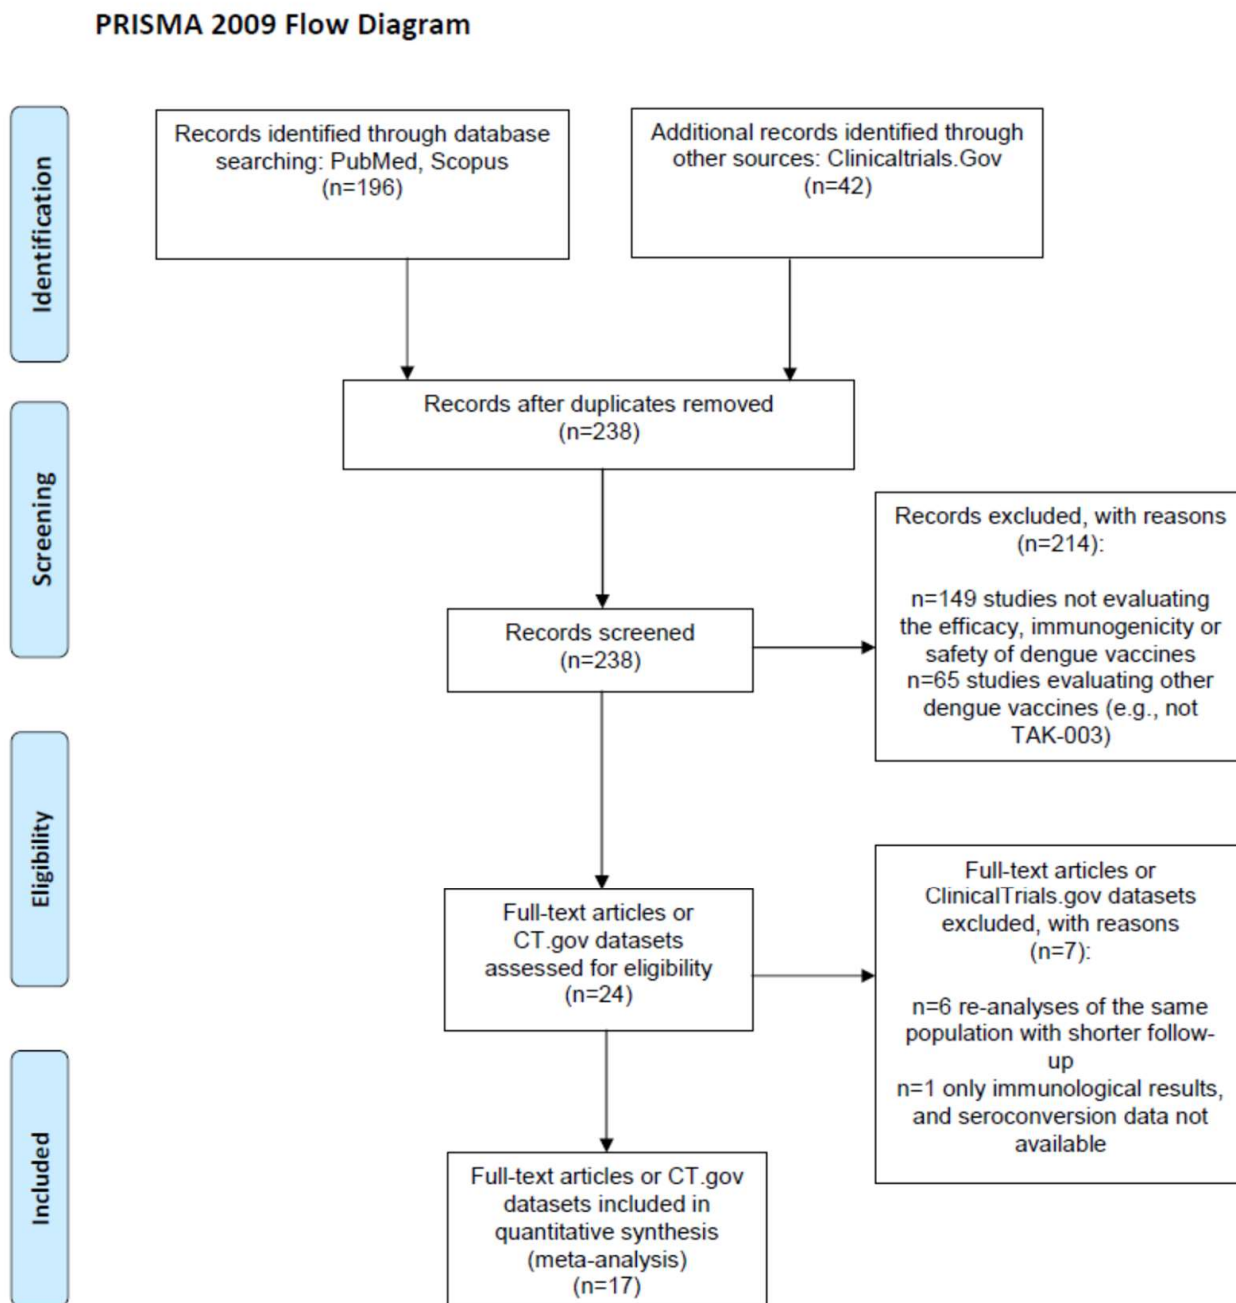 PRISMA 2009 Flow Diagram
Identification
Records identified through database
searching: PubMed, Scopus
(n=196)
Additional records identified through
other sources: Clinicaltrials.Gov
(n=42)
Records after duplicates removed
(n=238)
Screening
Records screened
(n=238)
Records excluded, with reasons
(n=214):
n=149 studies not evaluating
the efficacy, immunogenicity or
safety of dengue vaccines
n=65 studies evaluating other
dengue vaccines (e.g., not
TAK-003)
Eligibility
Full-text articles or
CT.gov datasets
assessed for eligibility
(n=24)
Full-text articles or
ClinicalTrials.gov datasets
excluded, with reasons
(n=7):
n=6 re-analyses of the same
population with shorter follow-
up
n=1 only immunological results,
and seroconversion data not
available
Included
Full-text articles or CT.gov
datasets included in
quantitative synthesis
(meta-analysis)
(n=17)